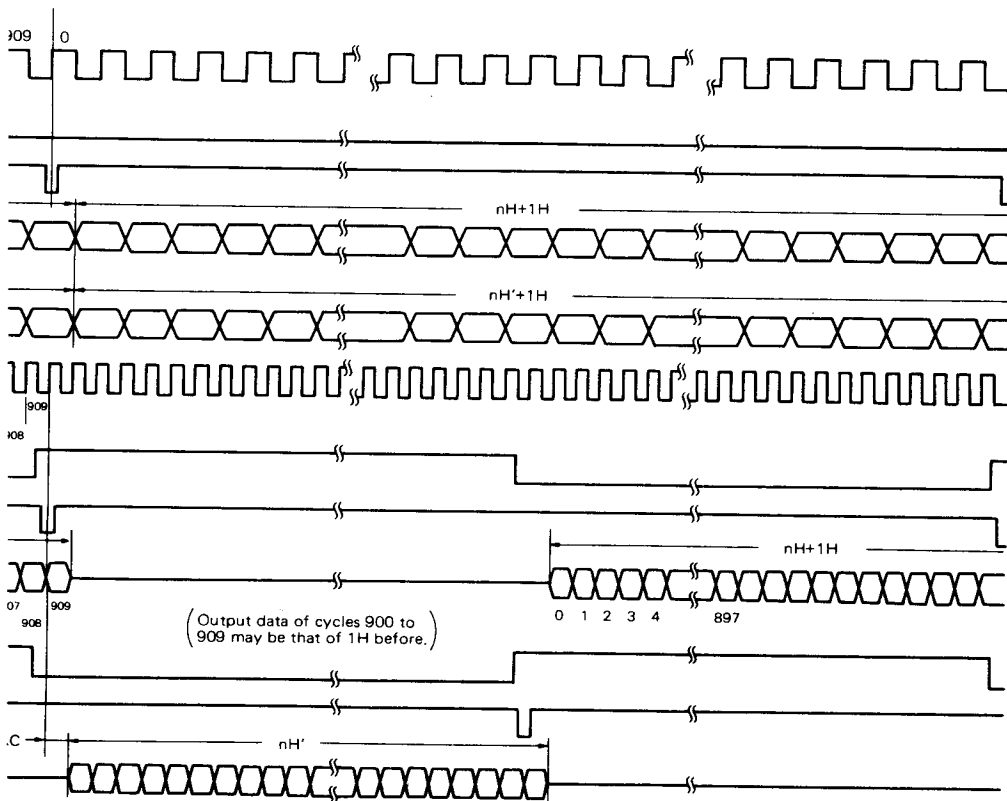 909 0
nH+1H
nH'+1H
909
908
nH+1H
07 909
908
0 1 2 3 4 897
(Output data of cycles 900 to
909 may be that of 1H before.)
.C
nH'